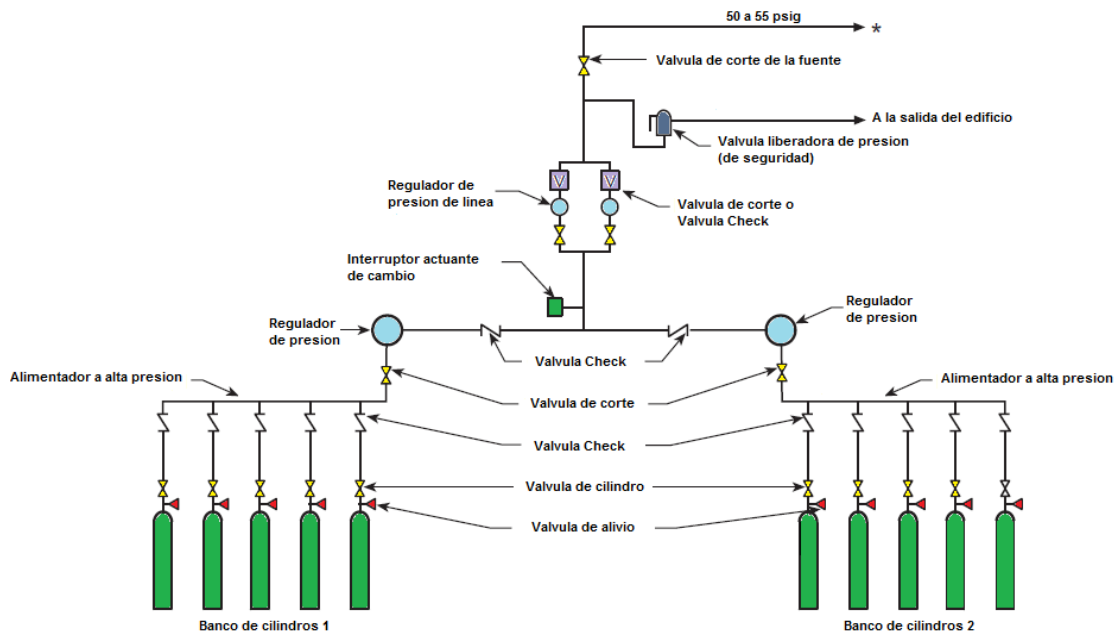 50 a 55 psig
*
Valvula de corte de la fuente
A la salida del edificio
Valvula liberadora de presion
(de seguridad)
Regulador de
presion de linea
V
V
Valvula de corte o
Valvula Check
Interruptor actuante
de cambio
Regulador
de presion
Regulador
de presion
Valvula Check
Alimentador a alta presion
Alimentador a alta presion
Valvula de corte
Valvula Check
Valvula de cilindro
Valvula de alivio
Banco de cilindros 1
Banco de cilindros 2